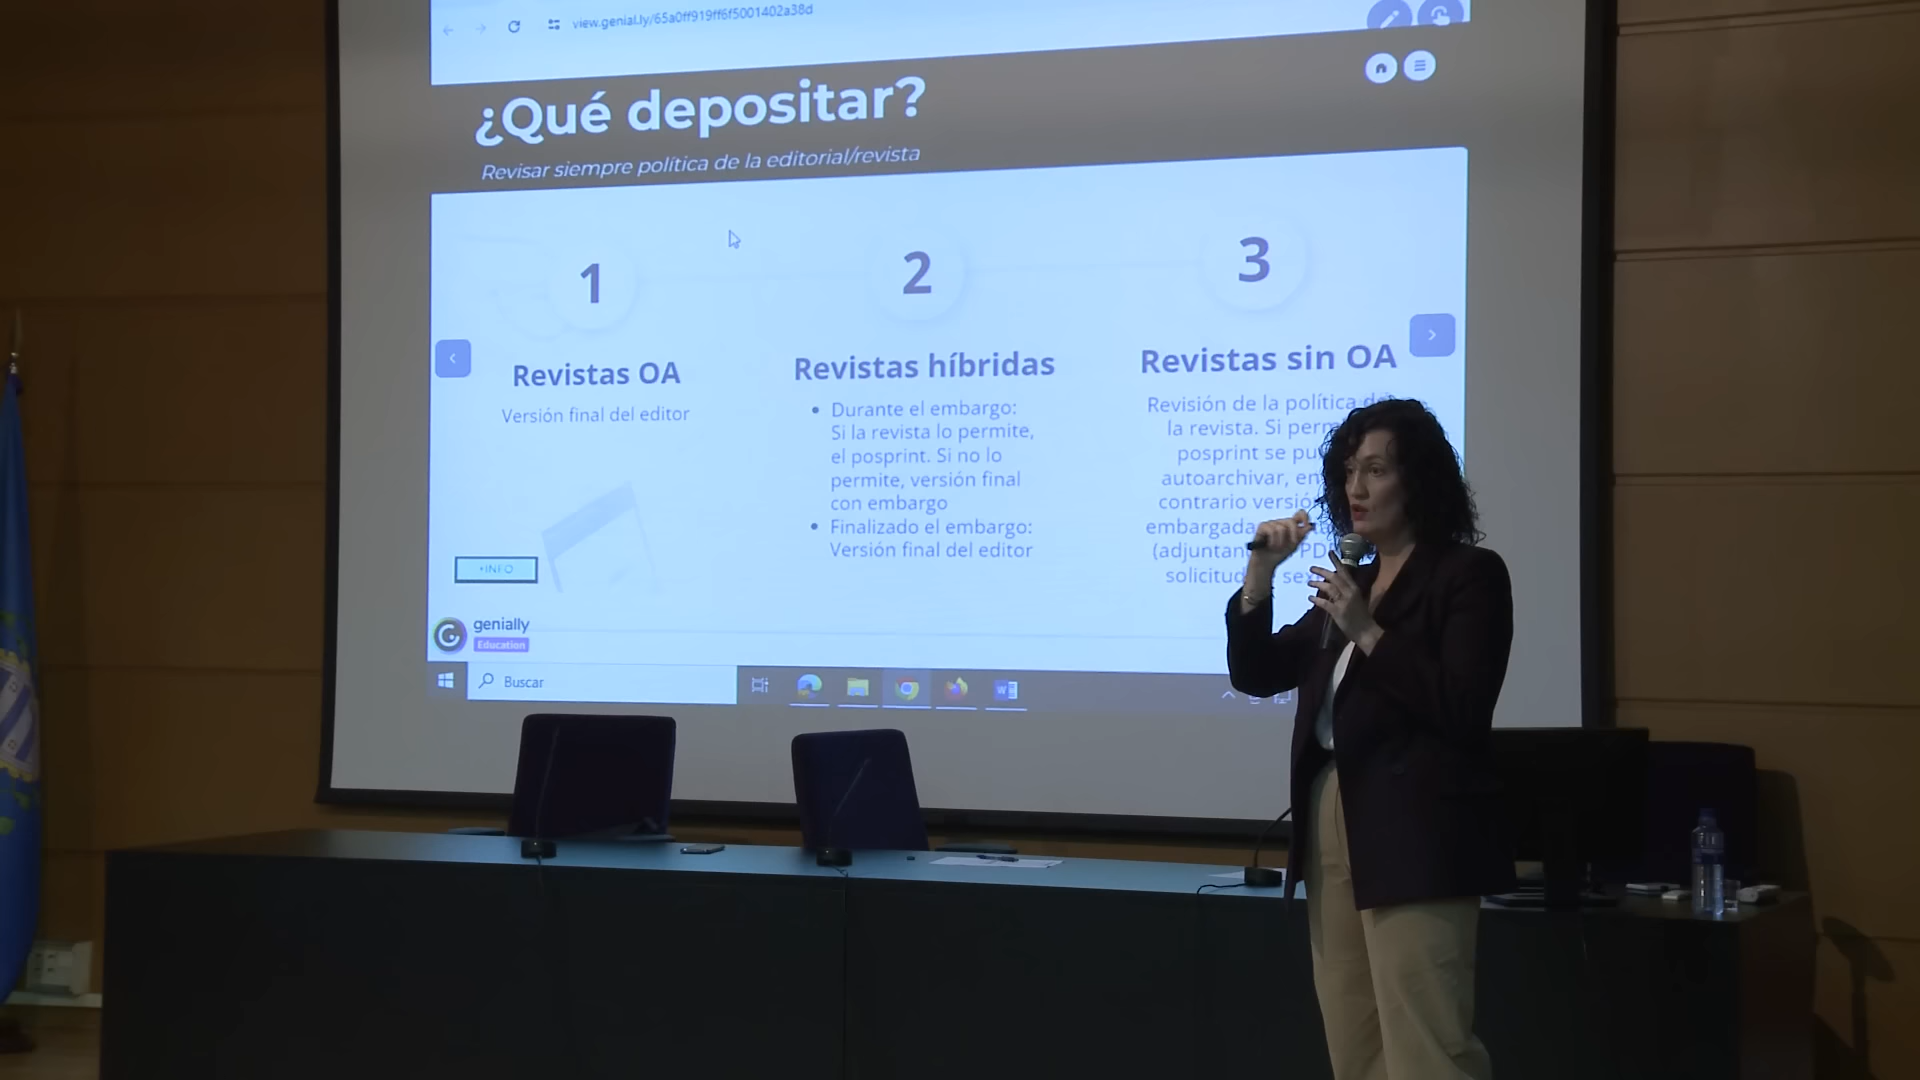 view.genial.ly/65a0ff919ff6f5001402a38d
¿Qué depositar?
Revisar siempre política de la editorial/revista
1
Revistas OA
Versión final del editor
+INFO
2
Revistas híbridas
• Durante el embargo:
Si la revista lo permite,
el posprint. Si no lo
permite, versión final
con embargo
• Finalizado el embargo:
Versión final del editor
3
Revistas sin OA
Revisión de la política
la revista. Si
posprint se
autoarchivar,
contrario
embargada
genially
Education
Buscar